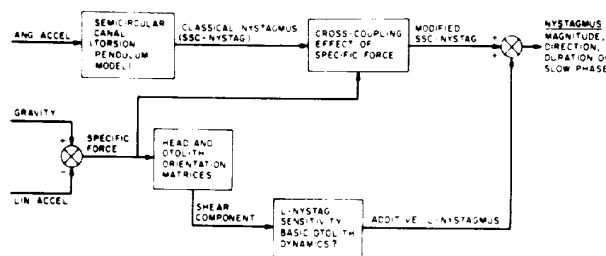 ANG ACCEL
SEMICIRCULAR
CANAL
(TORSION
PENDULUM
MODEL)
CLASSICAL NYSTAGMUS
(SSC-NYSTAG)
CROSS-COUPLING
EFFECT OF
SPECIFIC FORCE
MODIFIED
SSC-NYSTAG
+
+
NYSTAGMUS
MAGNITUDE,
DIRECTION,
DURATION OF
SLOW PHASE
GRAVITY
+
-
SPECIFIC
FORCE
LIN ACCEL
HEAD AND
OTOLITH
ORIENTATION
MATRICES
SHEAR
COMPONENT
L-NYSTAG
SENSITIVITY
BASIC OTOLITH
DYNAMICS?
ADDITIVE L-NYSTAGMUS